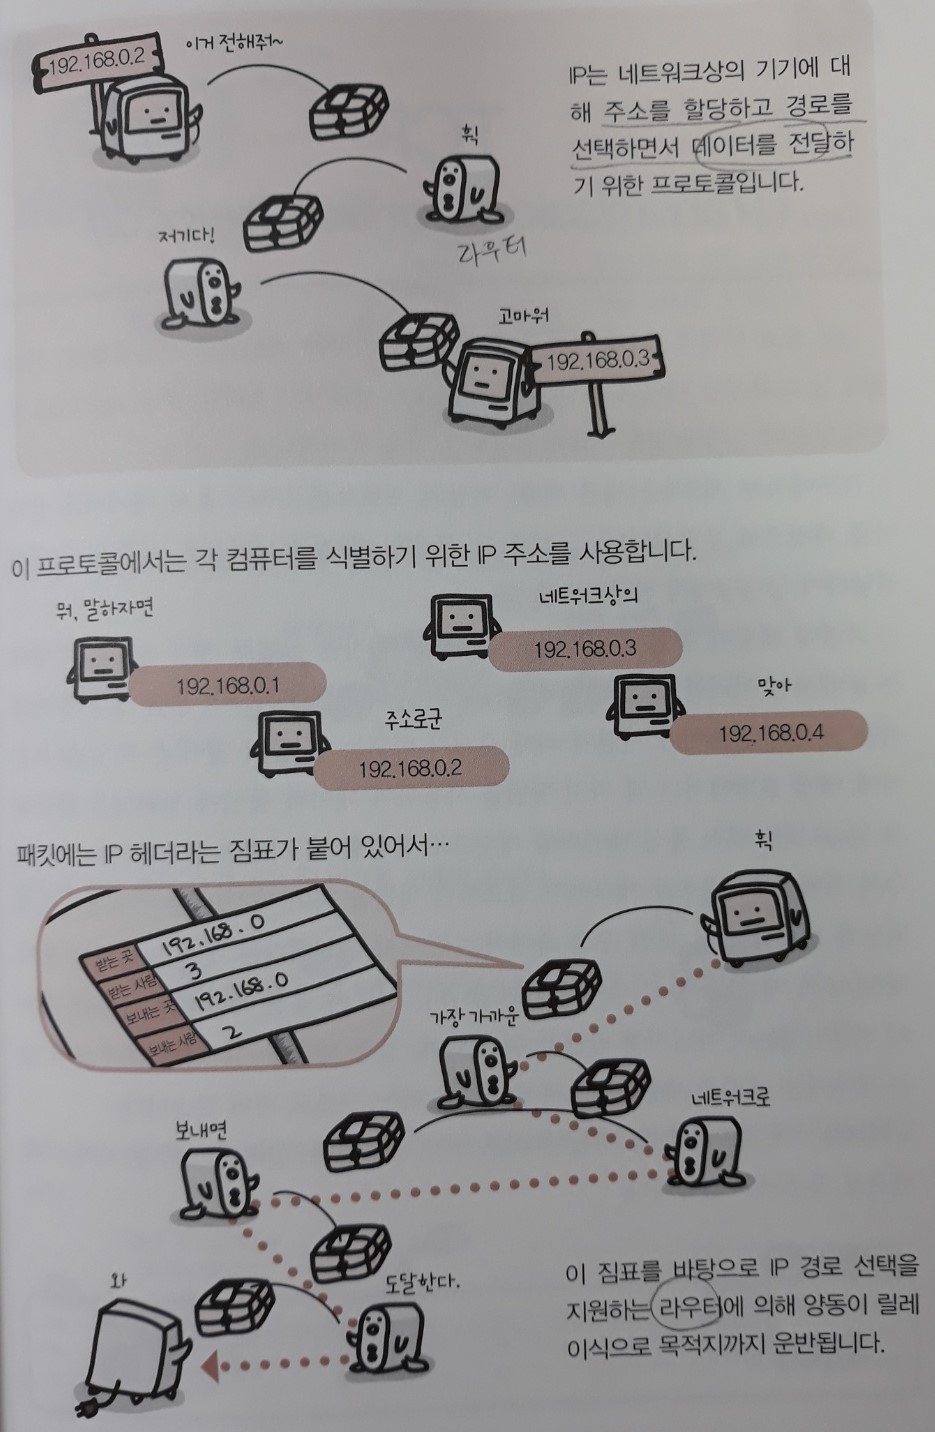 192.168.0.2
이거 전해줘~
IP는 네트워크상의 기기에 대
해 주소를 할당하고 경로를
선택하면서 데이터를 전달하
기 위한 프로토콜입니다.
휙
라우터
저기다!
고마워
192.168.0.3
이 프로토콜에서는 각 컴퓨터를 식별하기 위한 IP 주소를 사용합니다.
뭐, 말하자면
192.168.0.1
주소로군
192.168.0.2
네트워크상의
192.168.0.3
맞아
192.168.0.4
패킷에는 IP 헤더라는 짐표가 붙어 있어서…
휙
받는 곳 192.168.0
받는 사람 3
보내는 곳 192.168.0
보내는 사람 2
가장 가까운
네트워크로
보내면
도달한다.
와
이 짐표를 바탕으로 IP 경로 선택을
지원하는 라우터에 의해 양동이 릴레
이식으로 목적지까지 운반됩니다.